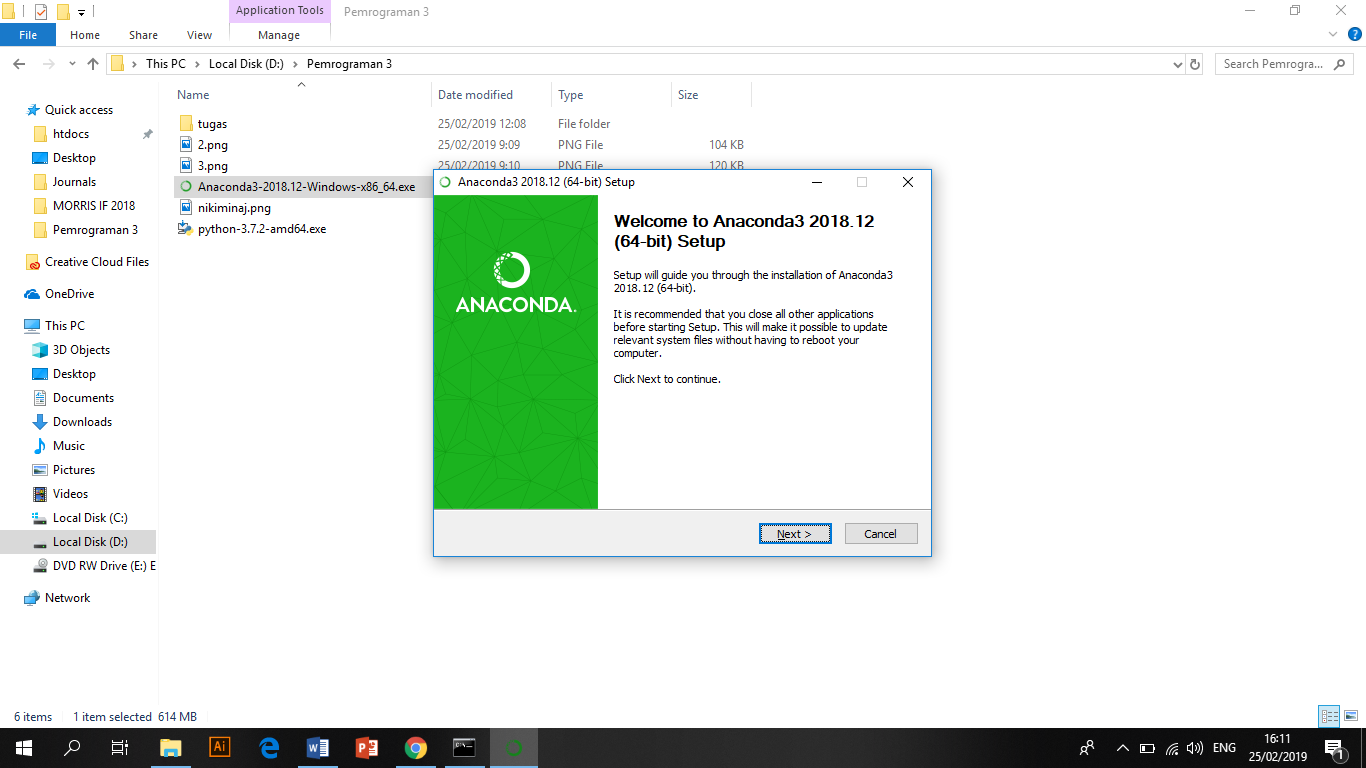 Application Tools
Pemrograman 3
File
Home
Share
View
Manage
This PC
Local Disk (D:)
Pemrograman 3
Search Pemrogra...
Name
Date modified
Type
Size
Quick access
htdocs
Desktop
Journals
MORRIS IF 2018
Pemrograman 3
Creative Cloud Files
OneDrive
This PC
3D Objects
Desktop
Documents
Downloads
Music
Pictures
Videos
Local Disk (C:)
Local Disk (D:)
DVD RW Drive (E:) E
Network
tugas 25/02/2019 12:08 File folder
2.png 25/02/2019 9:09 PNG File 104 KB
3.png 25/02/2019 9:10 PNG File 120 KB
Anaconda3-2018.12-Windows-x86_64.exe
nikiminaj.png
python-3.7.2-amd64.exe
Anaconda3 2018.12 (64-bit) Setup
ANACONDA.
Welcome to Anaconda3 2018.12
(64-bit) Setup
Setup will guide you through the installation of Anaconda3
2018.12 (64-bit).
It is recommended that you close all other applications
before starting Setup. This will make it possible to update
relevant system files without having to reboot your
computer.
Click Next to continue.
Next >
Cancel
6 items
1 item selected 614 MB
Ai
ENG
16:11
25/02/2019
1